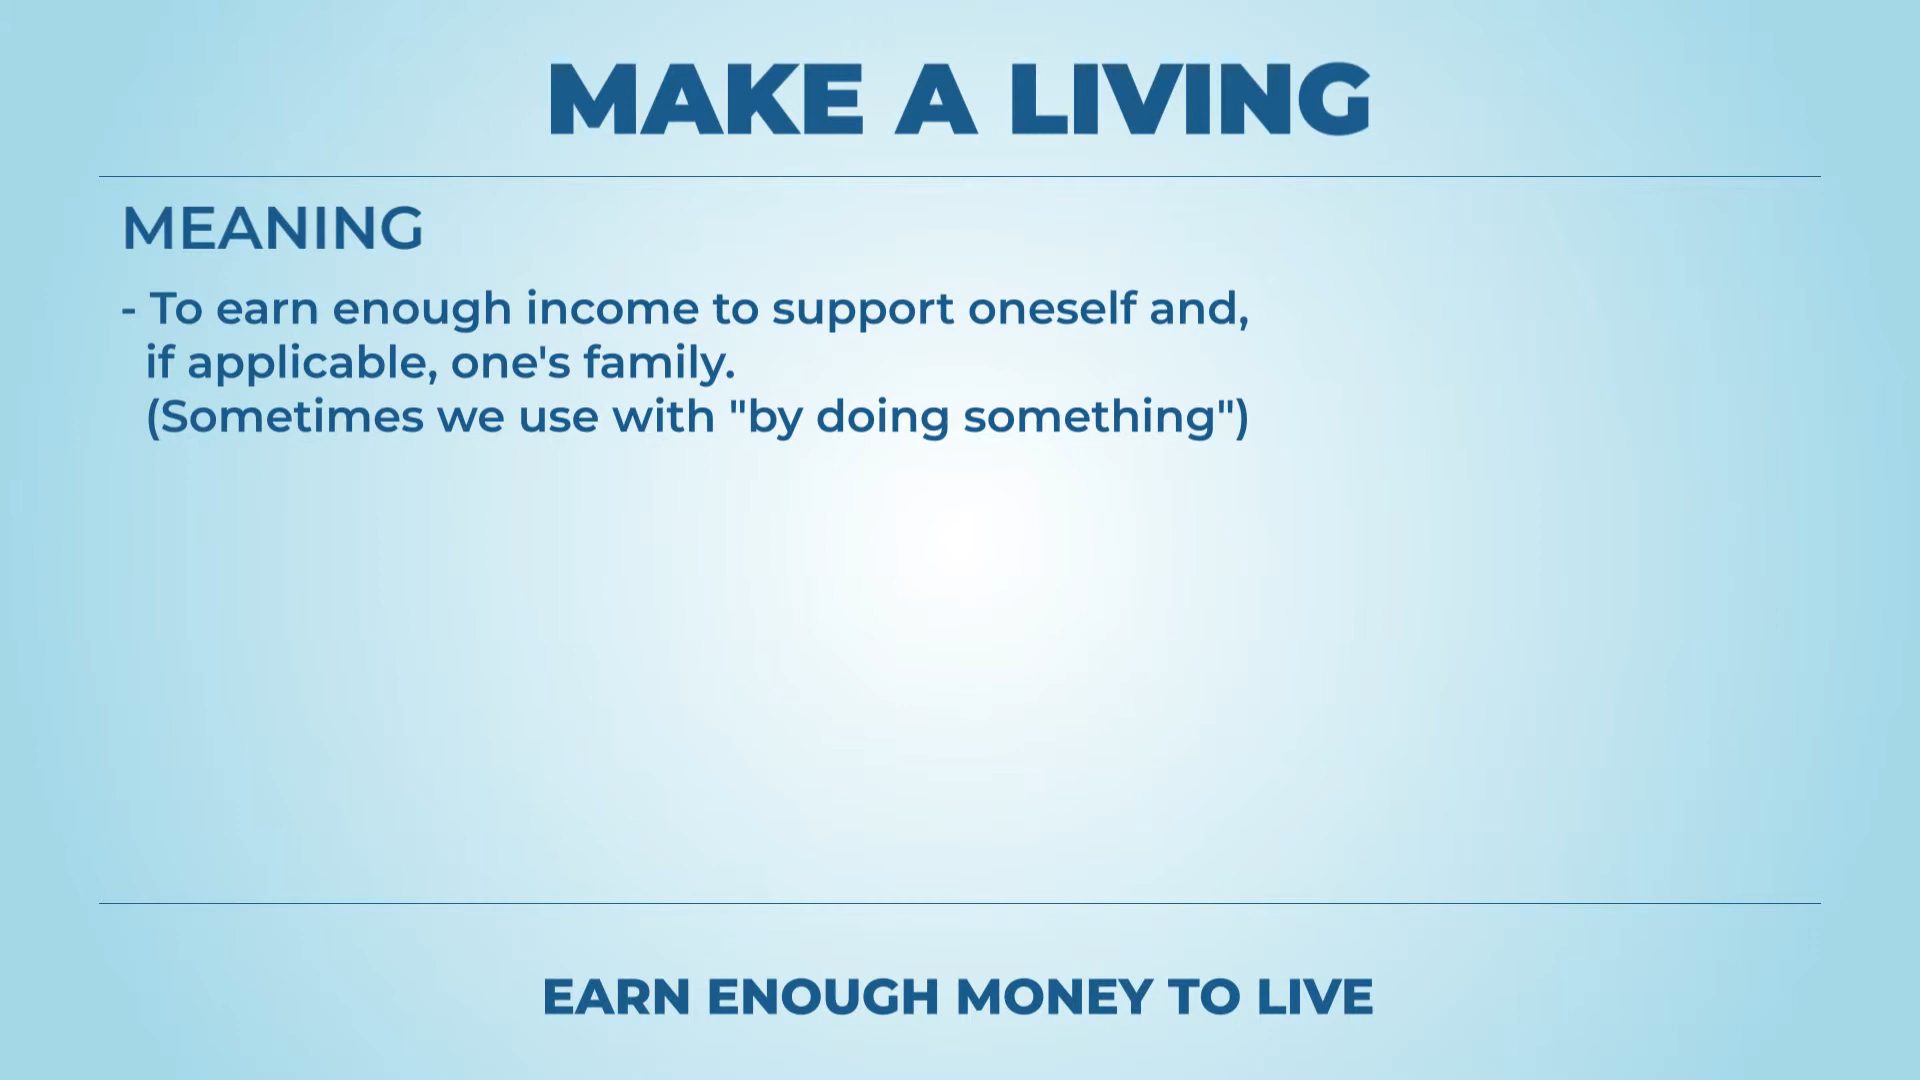 MAKE A LIVING
MEANING
- To earn enough income to support oneself and,
if applicable, one's family.
(Sometimes we use with "by doing something")
EARN ENOUGH MONEY TO LIVE